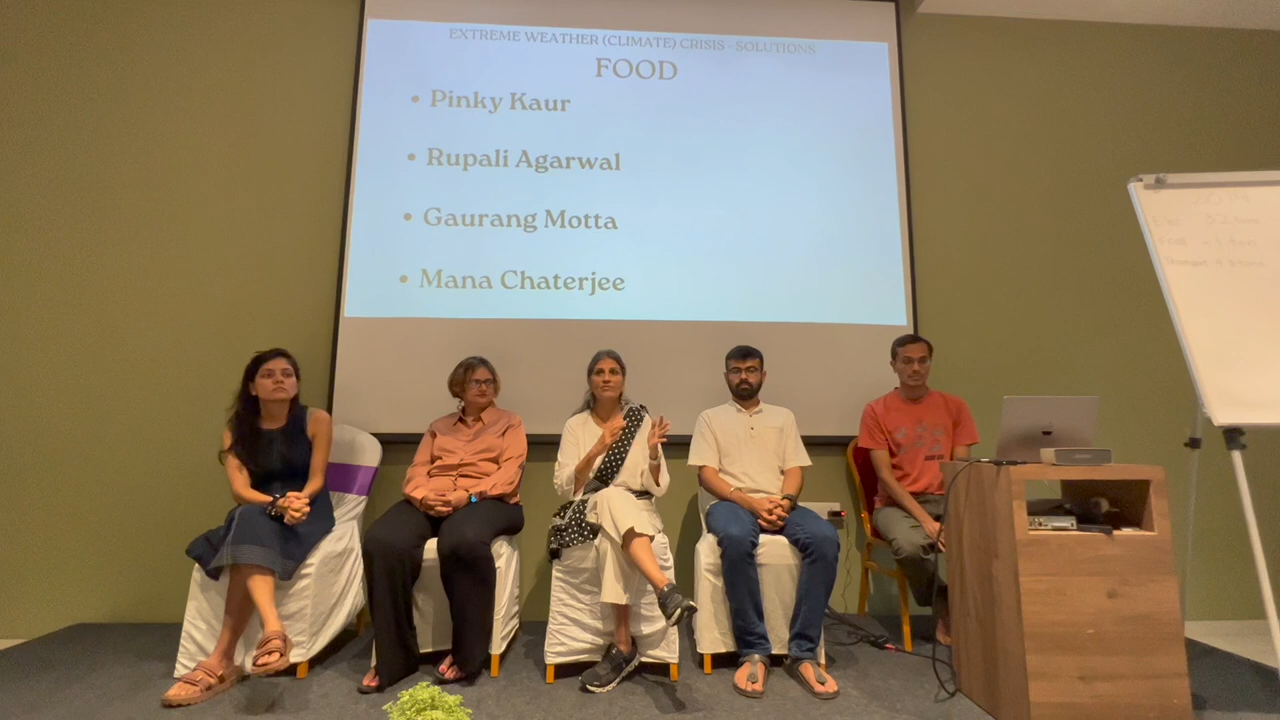 EXTREME WEATHER (CLIMATE) CRISIS - SOLUTIONS
FOOD
• Pinky Kaur
• Rupali Agarwal
• Gaurang Motta
• Mana Chaterjee